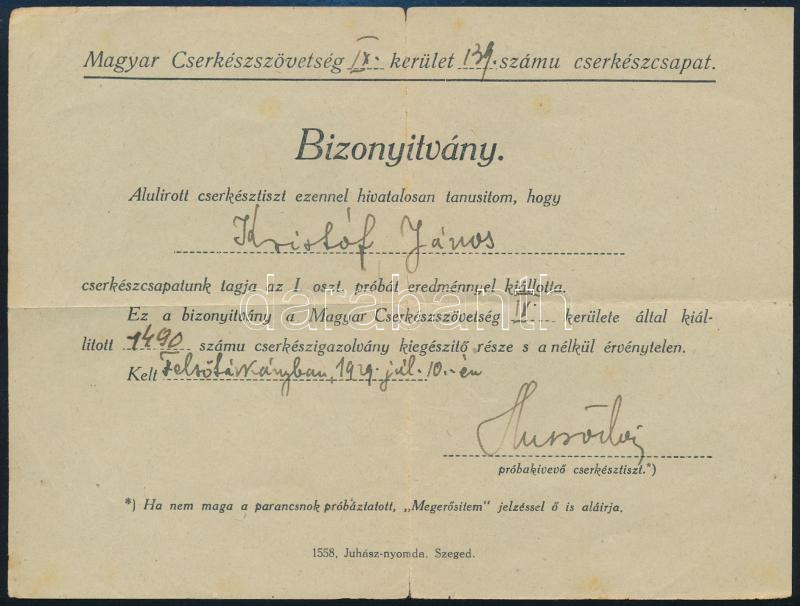 Magyar Cserkészszövetség IX. kerület 139. számu cserkészcsapat.
Bizonyitvány.
Alulirott cserkésztiszt ezennel hivatalosan tanusitom, hogy
Kristóf János
cserkészcsapatunk tagja az I. oszt. próbát eredménnyel kiállotta.
darabanth
Ez a bizonyitvány a Magyar Cserkészszövetség IX. kerülete által kiál-
litott 1490 számu cserkészigazolvány kiegészitő része s a nélkül érvénytelen.
Kelt Felsőtárkányban, 1929. júl. 10.-én
próbakivevő cserkésztiszt.*)
*) Ha nem maga a parancsnok próbáztatott, „Megerősitem" jelzéssel ő is aláirja.
1558, Juhász-nyomda, Szeged.